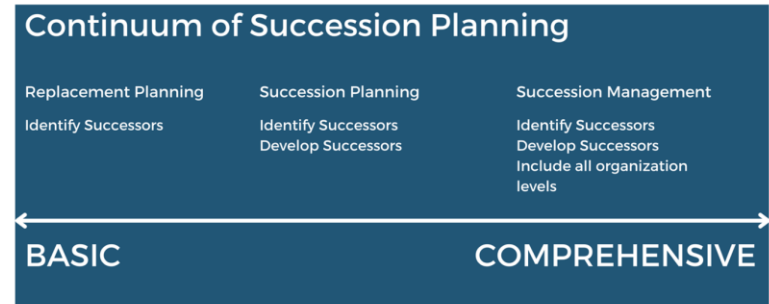 Continuum of Succession Planning
Replacement Planning
Identify Successors
Succession Planning
Identify Successors
Develop Successors
Succession Management
Identify Successors
Develop Successors
Include all organization
levels
BASIC
COMPREHENSIVE